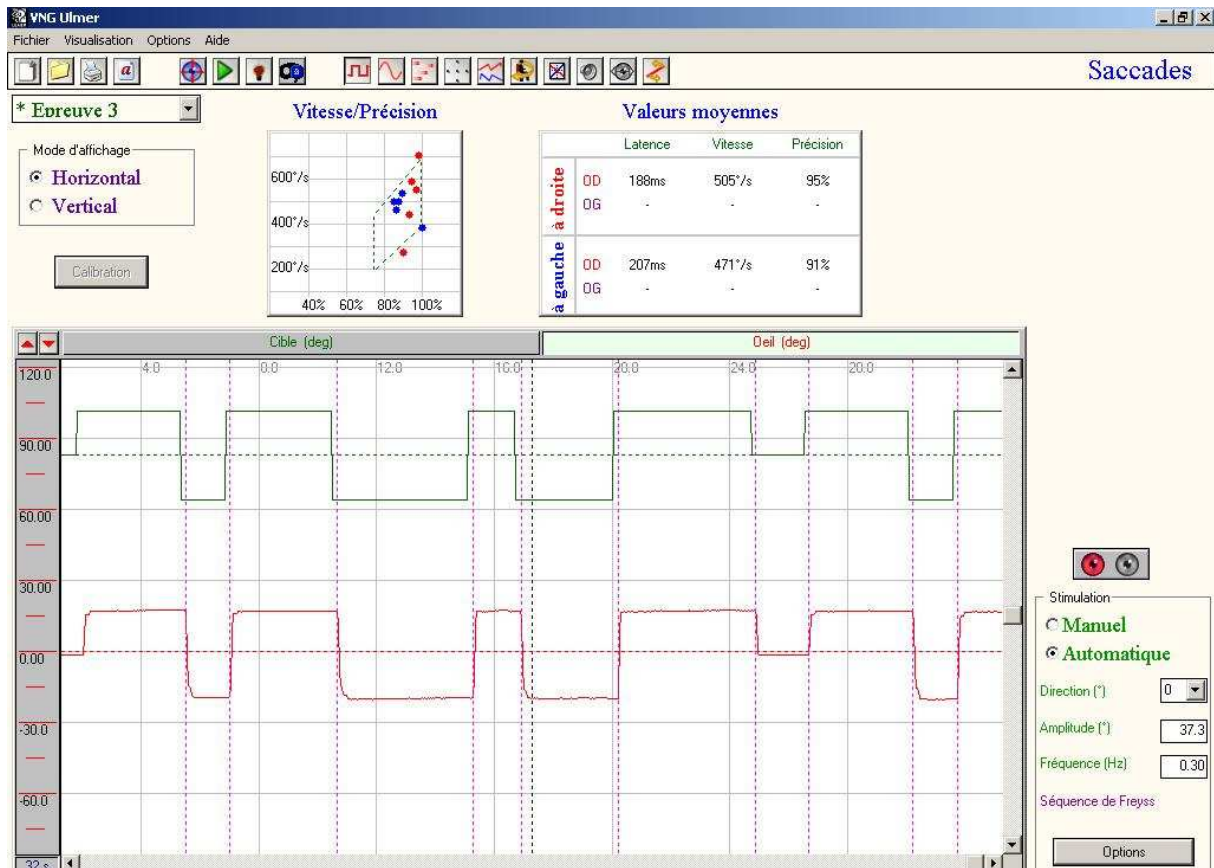 VNG Ulmer
Fichier Visualisation Options Aide
Saccades
* Epreuve 3
Mode d'affichage
Horizontal
Vertical
Calibration
Vitesse/Précision
600°/s
400°/s
200°/s
40% 60% 80% 100%
Valeurs moyennes
Latence Vitesse Précision
à droite
OD 188ms 505°/s 95%
OG - - -
à gauche
OD 207ms 471°/s 91%
OG - - -
Cible (deg) Oeil (deg)
4.0 0.0 12.0 16.0 20.0 24.0 20.0
120.0
90.00
60.00
30.00
0.00
-30.0
-60.0
32 s
Stimulation
Manuel
Automatique
Direction (°) 0
Amplitude (°) 37.3
Fréquence (Hz) 0.30
Séquence de Freyss
Options